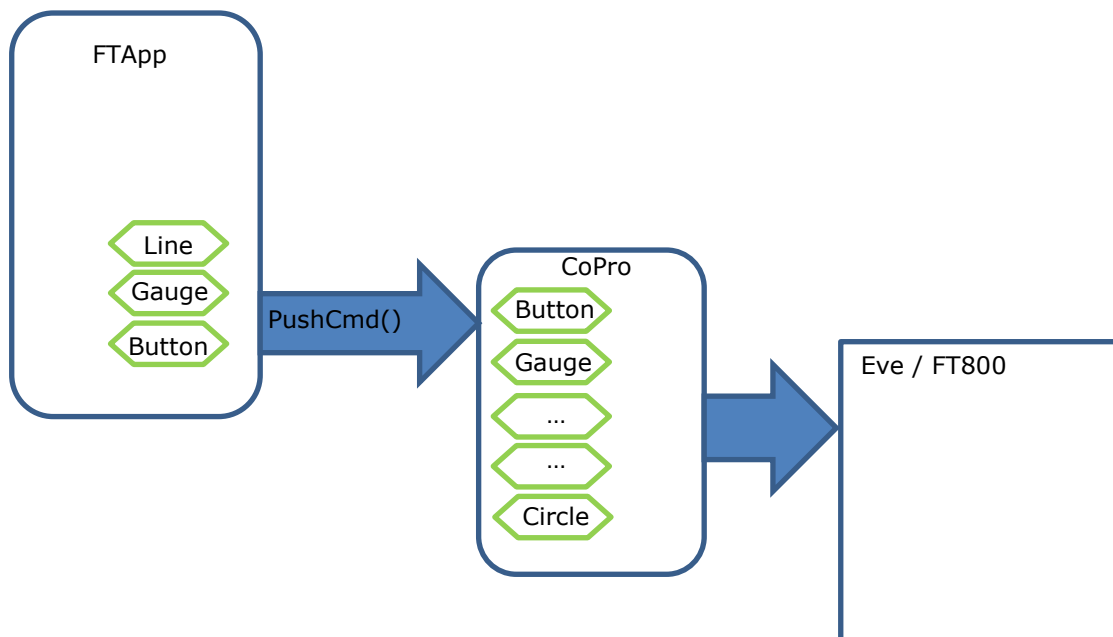 FTApp
Line
Gauge
Button
PushCmd()
CoPro
Button
Gauge
...
...
Circle
Eve / FT800